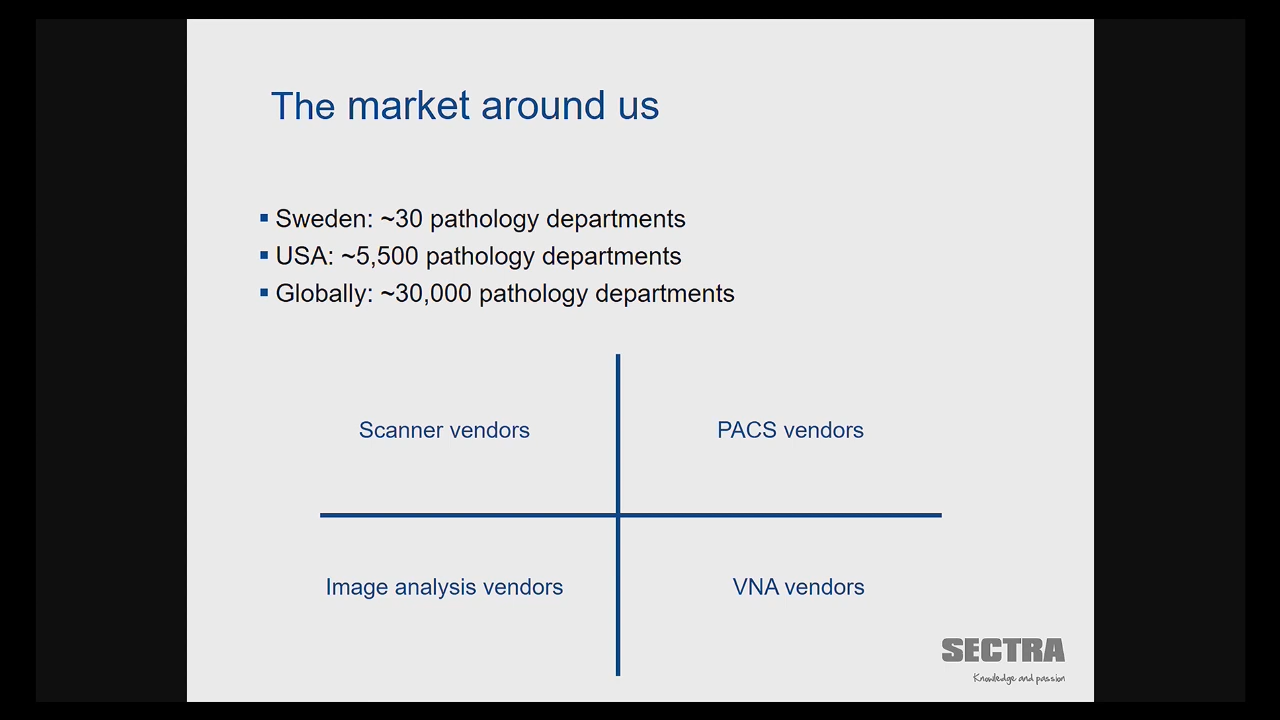 The market around us
Sweden: ~30 pathology departments
USA: ~5,500 pathology departments
Globally: ~30,000 pathology departments
Scanner vendors
PACS vendors
Image analysis vendors
VNA vendors
SECTRA
Knowledge and passion